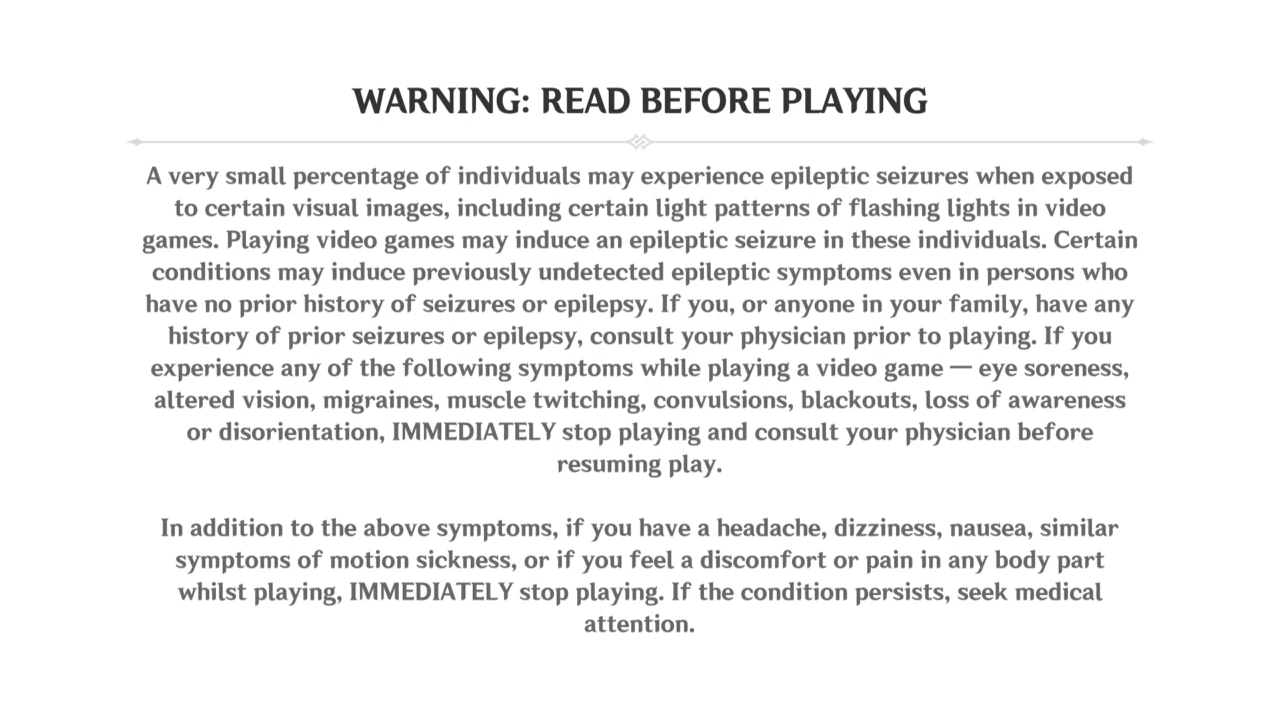 WARNING: READ BEFORE PLAYING
A very small percentage of individuals may experience epileptic seizures when exposed
to certain visual images, including certain light patterns of flashing lights in video
games. Playing video games may induce an epileptic seizure in these individuals. Certain
conditions may induce previously undetected epileptic symptoms even in persons who
have no prior history of seizures or epilepsy. If you, or anyone in your family, have any
history of prior seizures or epilepsy, consult your physician prior to playing. If you
experience any of the following symptoms while playing a video game — eye soreness,
altered vision, migraines, muscle twitching, convulsions, blackouts, loss of awareness
or disorientation, IMMEDIATELY stop playing and consult your physician before
resuming play.
In addition to the above symptoms, if you have a headache, dizziness, nausea, similar
symptoms of motion sickness, or if you feel a discomfort or pain in any body part
whilst playing, IMMEDIATELY stop playing. If the condition persists, seek medical
attention.